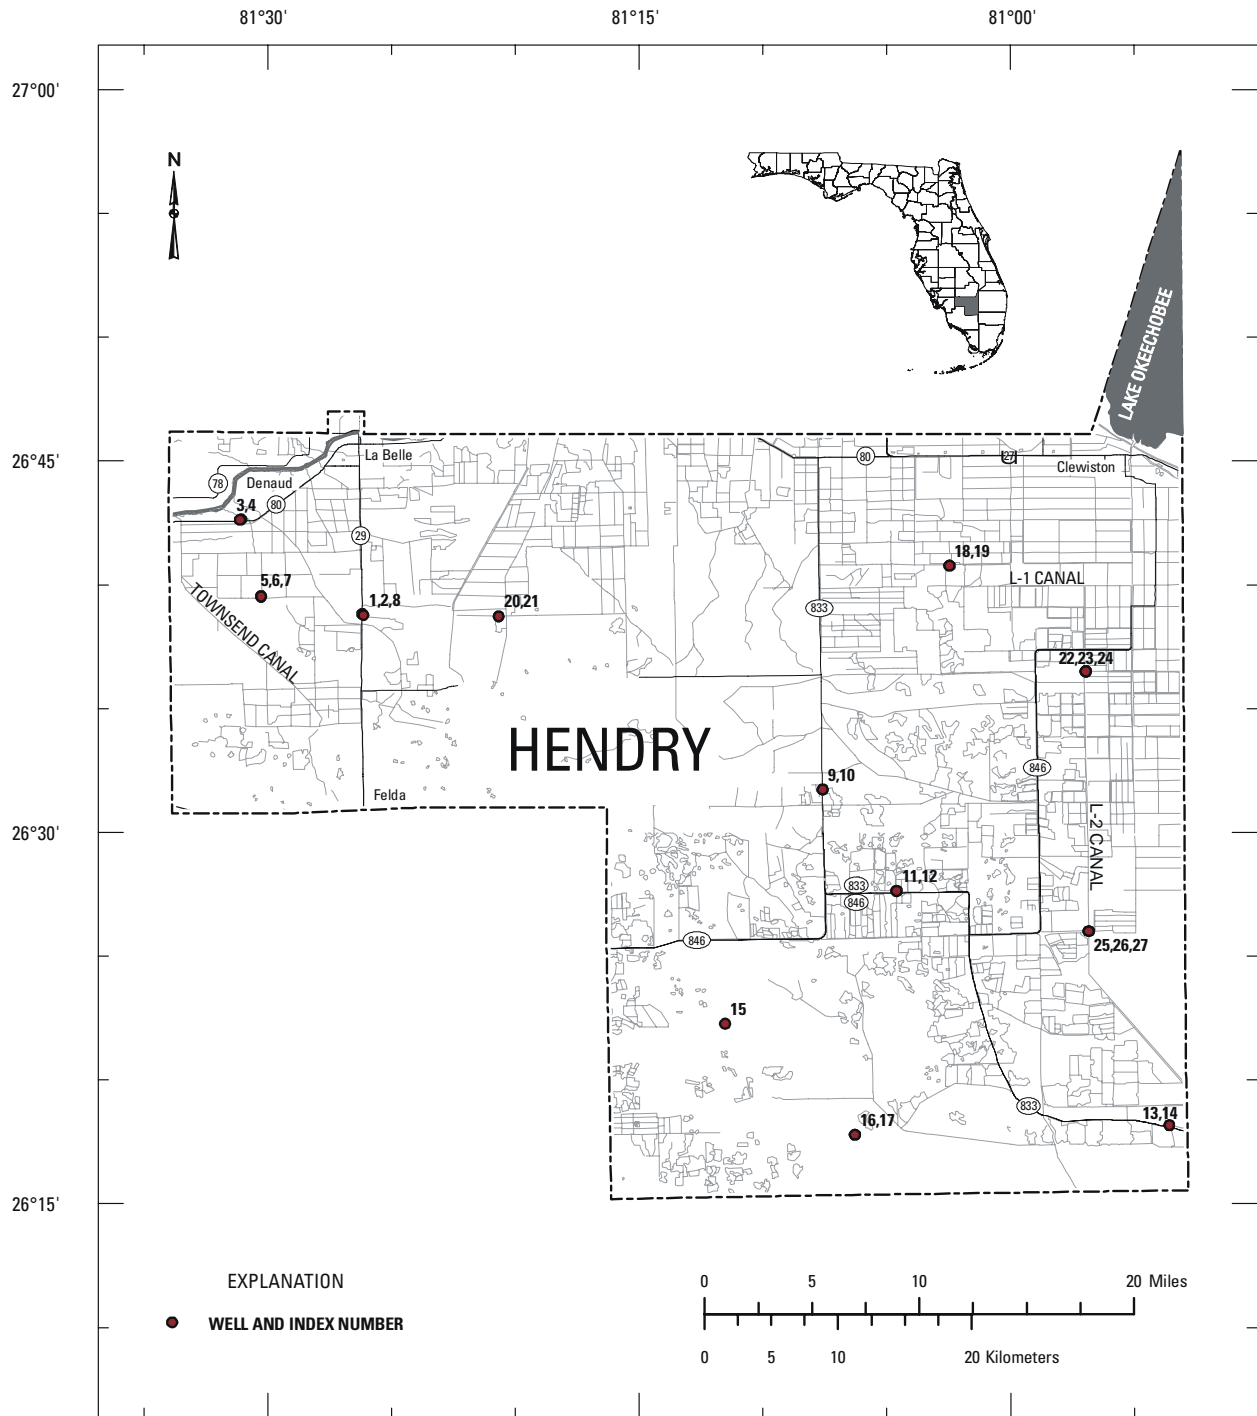 81°30'
81°15'
81°00'
27°00'
N
LAKE OKEECHOBEE
26°45'
La Belle
80
27
Clewiston
78
Denaud
80
3,4
29
18,19
L-1 CANAL
5,6,7
1,2,8
20,21
833
TOWNSEND CANAL
22,23,24
HENDRY
846
9,10
Felda
26°30'
L-2 CANAL
11,12
833
846
846
25,26,27
15
833
13,14
16,17
26°15'
EXPLANATION
WELL AND INDEX NUMBER
0 5 10 20 Miles
0 5 10 20 Kilometers